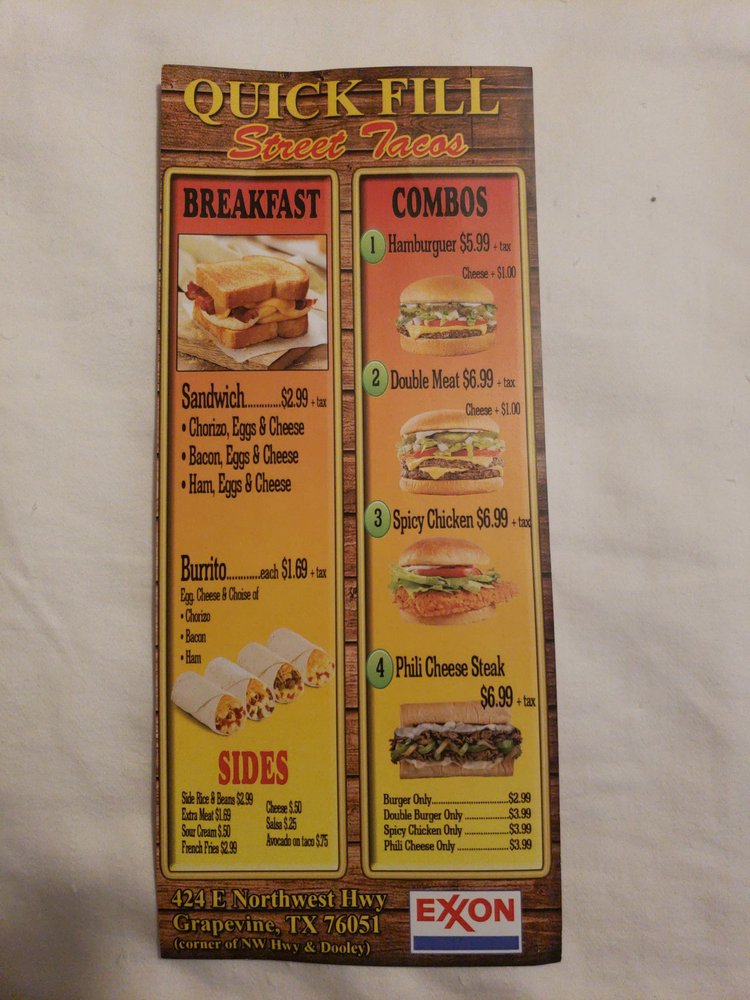 QUICK FILL
Street Tacos
BREAKFAST
Sandwich.............$2.99 + tax
• Chorizo, Eggs & Cheese
• Bacon, Eggs & Cheese
• Ham, Eggs & Cheese
Burrito............each $1.69 + tax
Egg, Cheese & Choise of
• Chorizo
• Bacon
• Ham
SIDES
Side Rice & Beans $2.99
Extra Meat $1.69
Sour Cream $.50
French Fries $2.99
Cheese $.50
Salsa $.25
Avocado on taco $.75
COMBOS
1 Hamburguer $5.99 + tax
Cheese + $1.00
2 Double Meat $6.99 + tax
Cheese + $1.00
3 Spicy Chicken $6.99 + tax
4 Phili Cheese Steak
$6.99 + tax
Burger Only............................$2.99
Double Burger Only ................$3.99
Spicy Chicken Only ................$3.99
Phili Cheese Only ...................$3.99
424 E Northwest Hwy
Grapevine, TX 76051
(corner of NW Hwy & Dooley)
EXXON